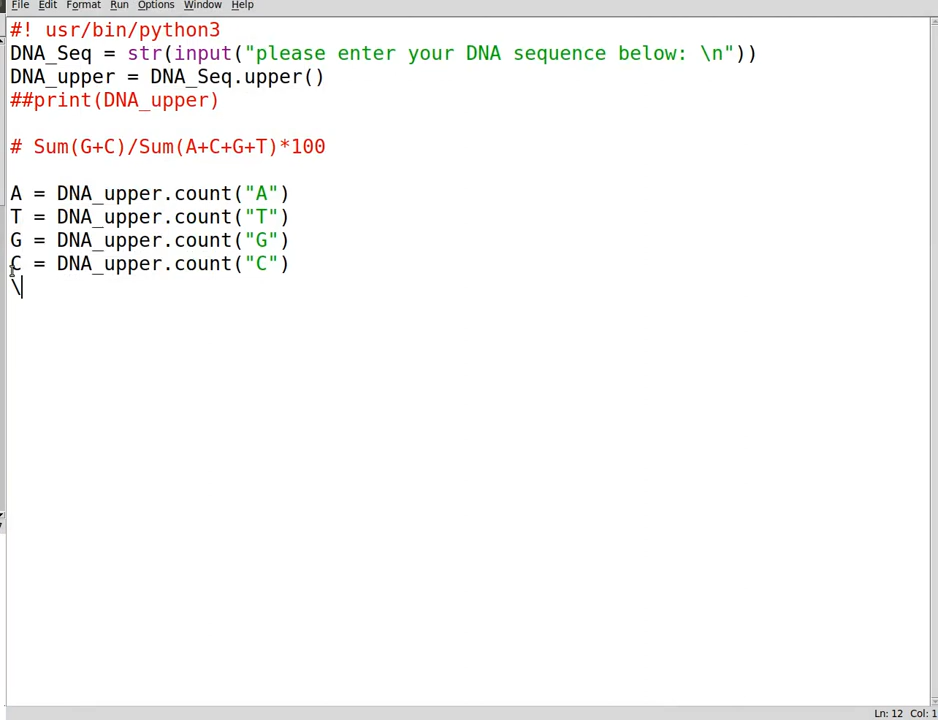 File Edit Format Run Options Window Help
#! usr/bin/python3
DNA_Seq = str(input("please enter your DNA sequence below: \n"))
DNA_upper = DNA_Seq.upper()
##print(DNA_upper)
# Sum(G+C)/Sum(A+C+G+T)*100
A = DNA_upper.count("A")
T = DNA_upper.count("T")
G = DNA_upper.count("G")
C = DNA_upper.count("C")
\
Ln: 12 Col: 1